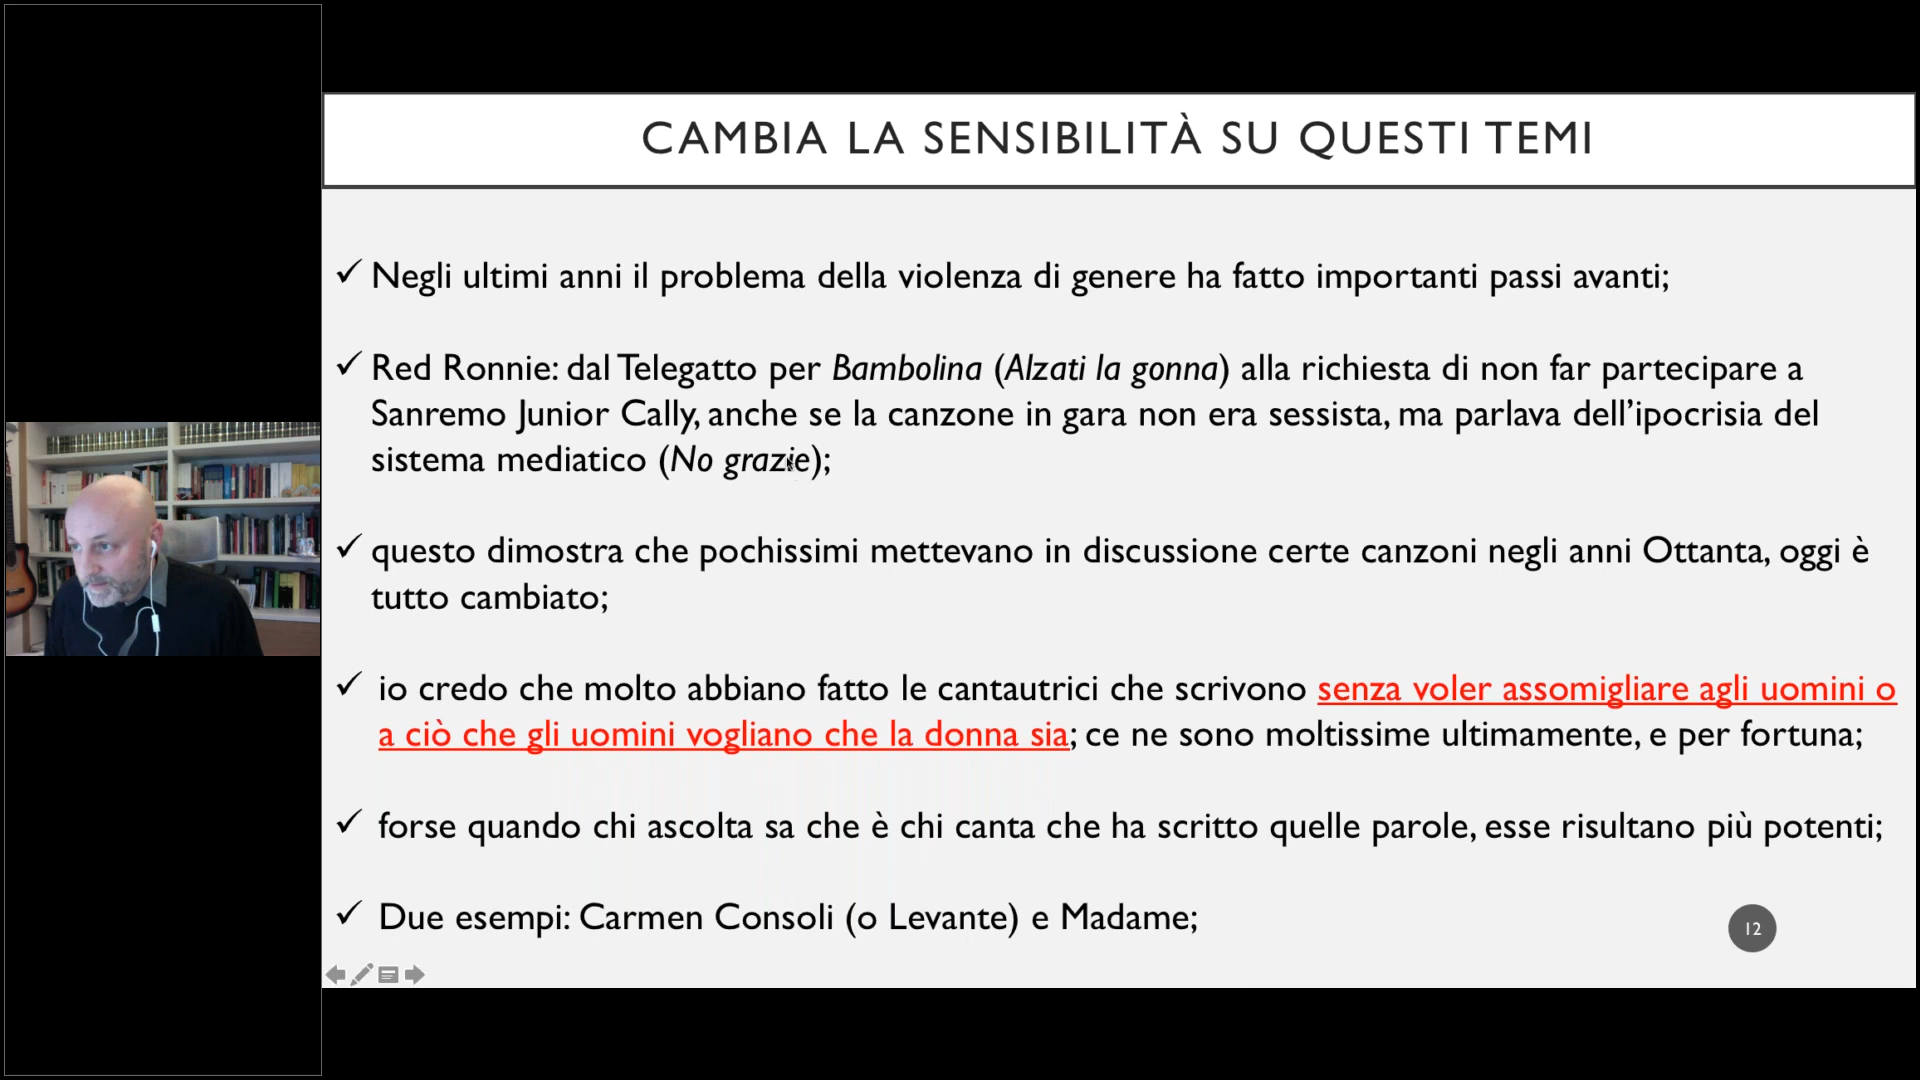 CAMBIA LA SENSIBILITÀ SU QUESTI TEMI
✓ Negli ultimi anni il problema della violenza di genere ha fatto importanti passi avanti;
✓ Red Ronnie: dal Telegatto per Bambolina (Alzati la gonna) alla richiesta di non far partecipare a
Sanremo Junior Cally, anche se la canzone in gara non era sessista, ma parlava dell’ipocrisia del
sistema mediatico (No grazie);
✓ questo dimostra che pochissimi mettevano in discussione certe canzoni negli anni Ottanta, oggi è
tutto cambiato;
✓ io credo che molto abbiano fatto le cantautrici che scrivono senza voler assomigliare agli uomini o
a ciò che gli uomini vogliano che la donna sia; ce ne sono moltissime ultimamente, e per fortuna;
✓ forse quando chi ascolta sa che è chi canta che ha scritto quelle parole, esse risultano più potenti;
✓ Due esempi: Carmen Consoli (o Levante) e Madame;
12